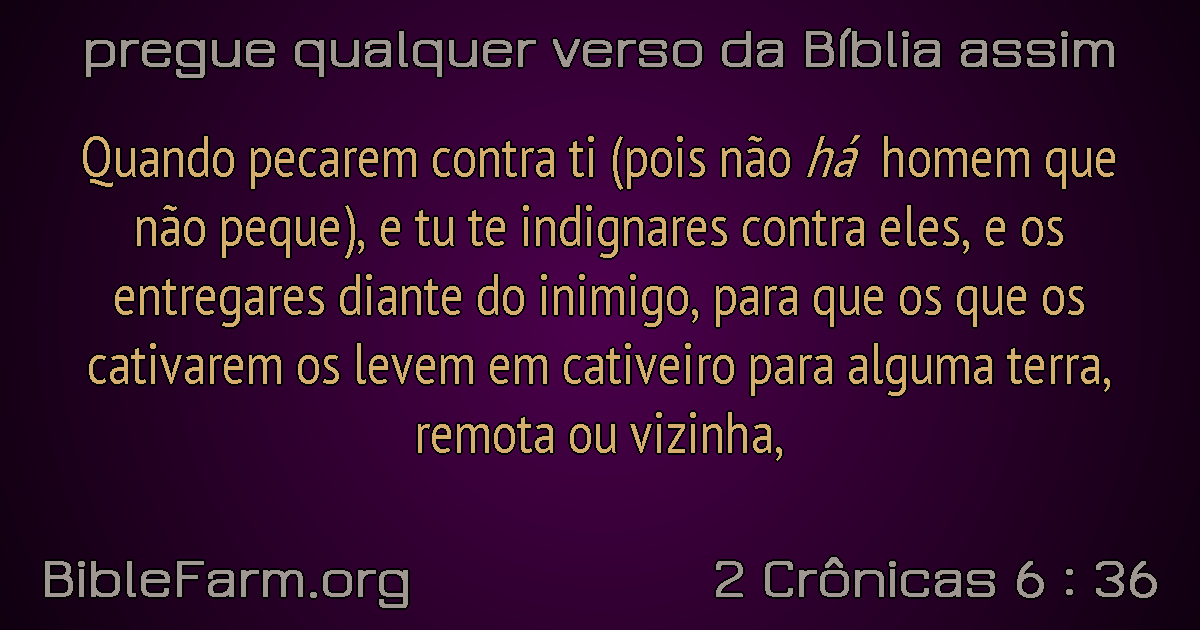 pregue qualquer verso da Bíblia assim
Quando pecarem contra ti (pois não há homem que
não peque), e tu te indignares contra eles, e os
entregares diante do inimigo, para que os que os
cativarem os levem em cativeiro para alguma terra,
remota ou vizinha,
BibleFarm.org
2 Crônicas 6 : 36